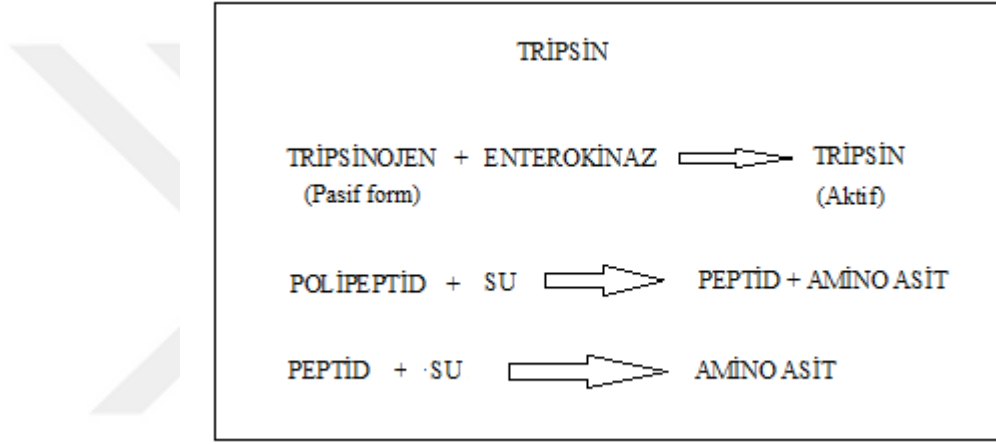 TRİPSİN
TRİPSİNOJEN + ENTEROKİNAZ TRİPSİN
(Pasif form) (Aktif)
POLİPEPTİD + SU PEPTİD + AMİNO ASİT
PEPTİD + SU AMİNO ASİT